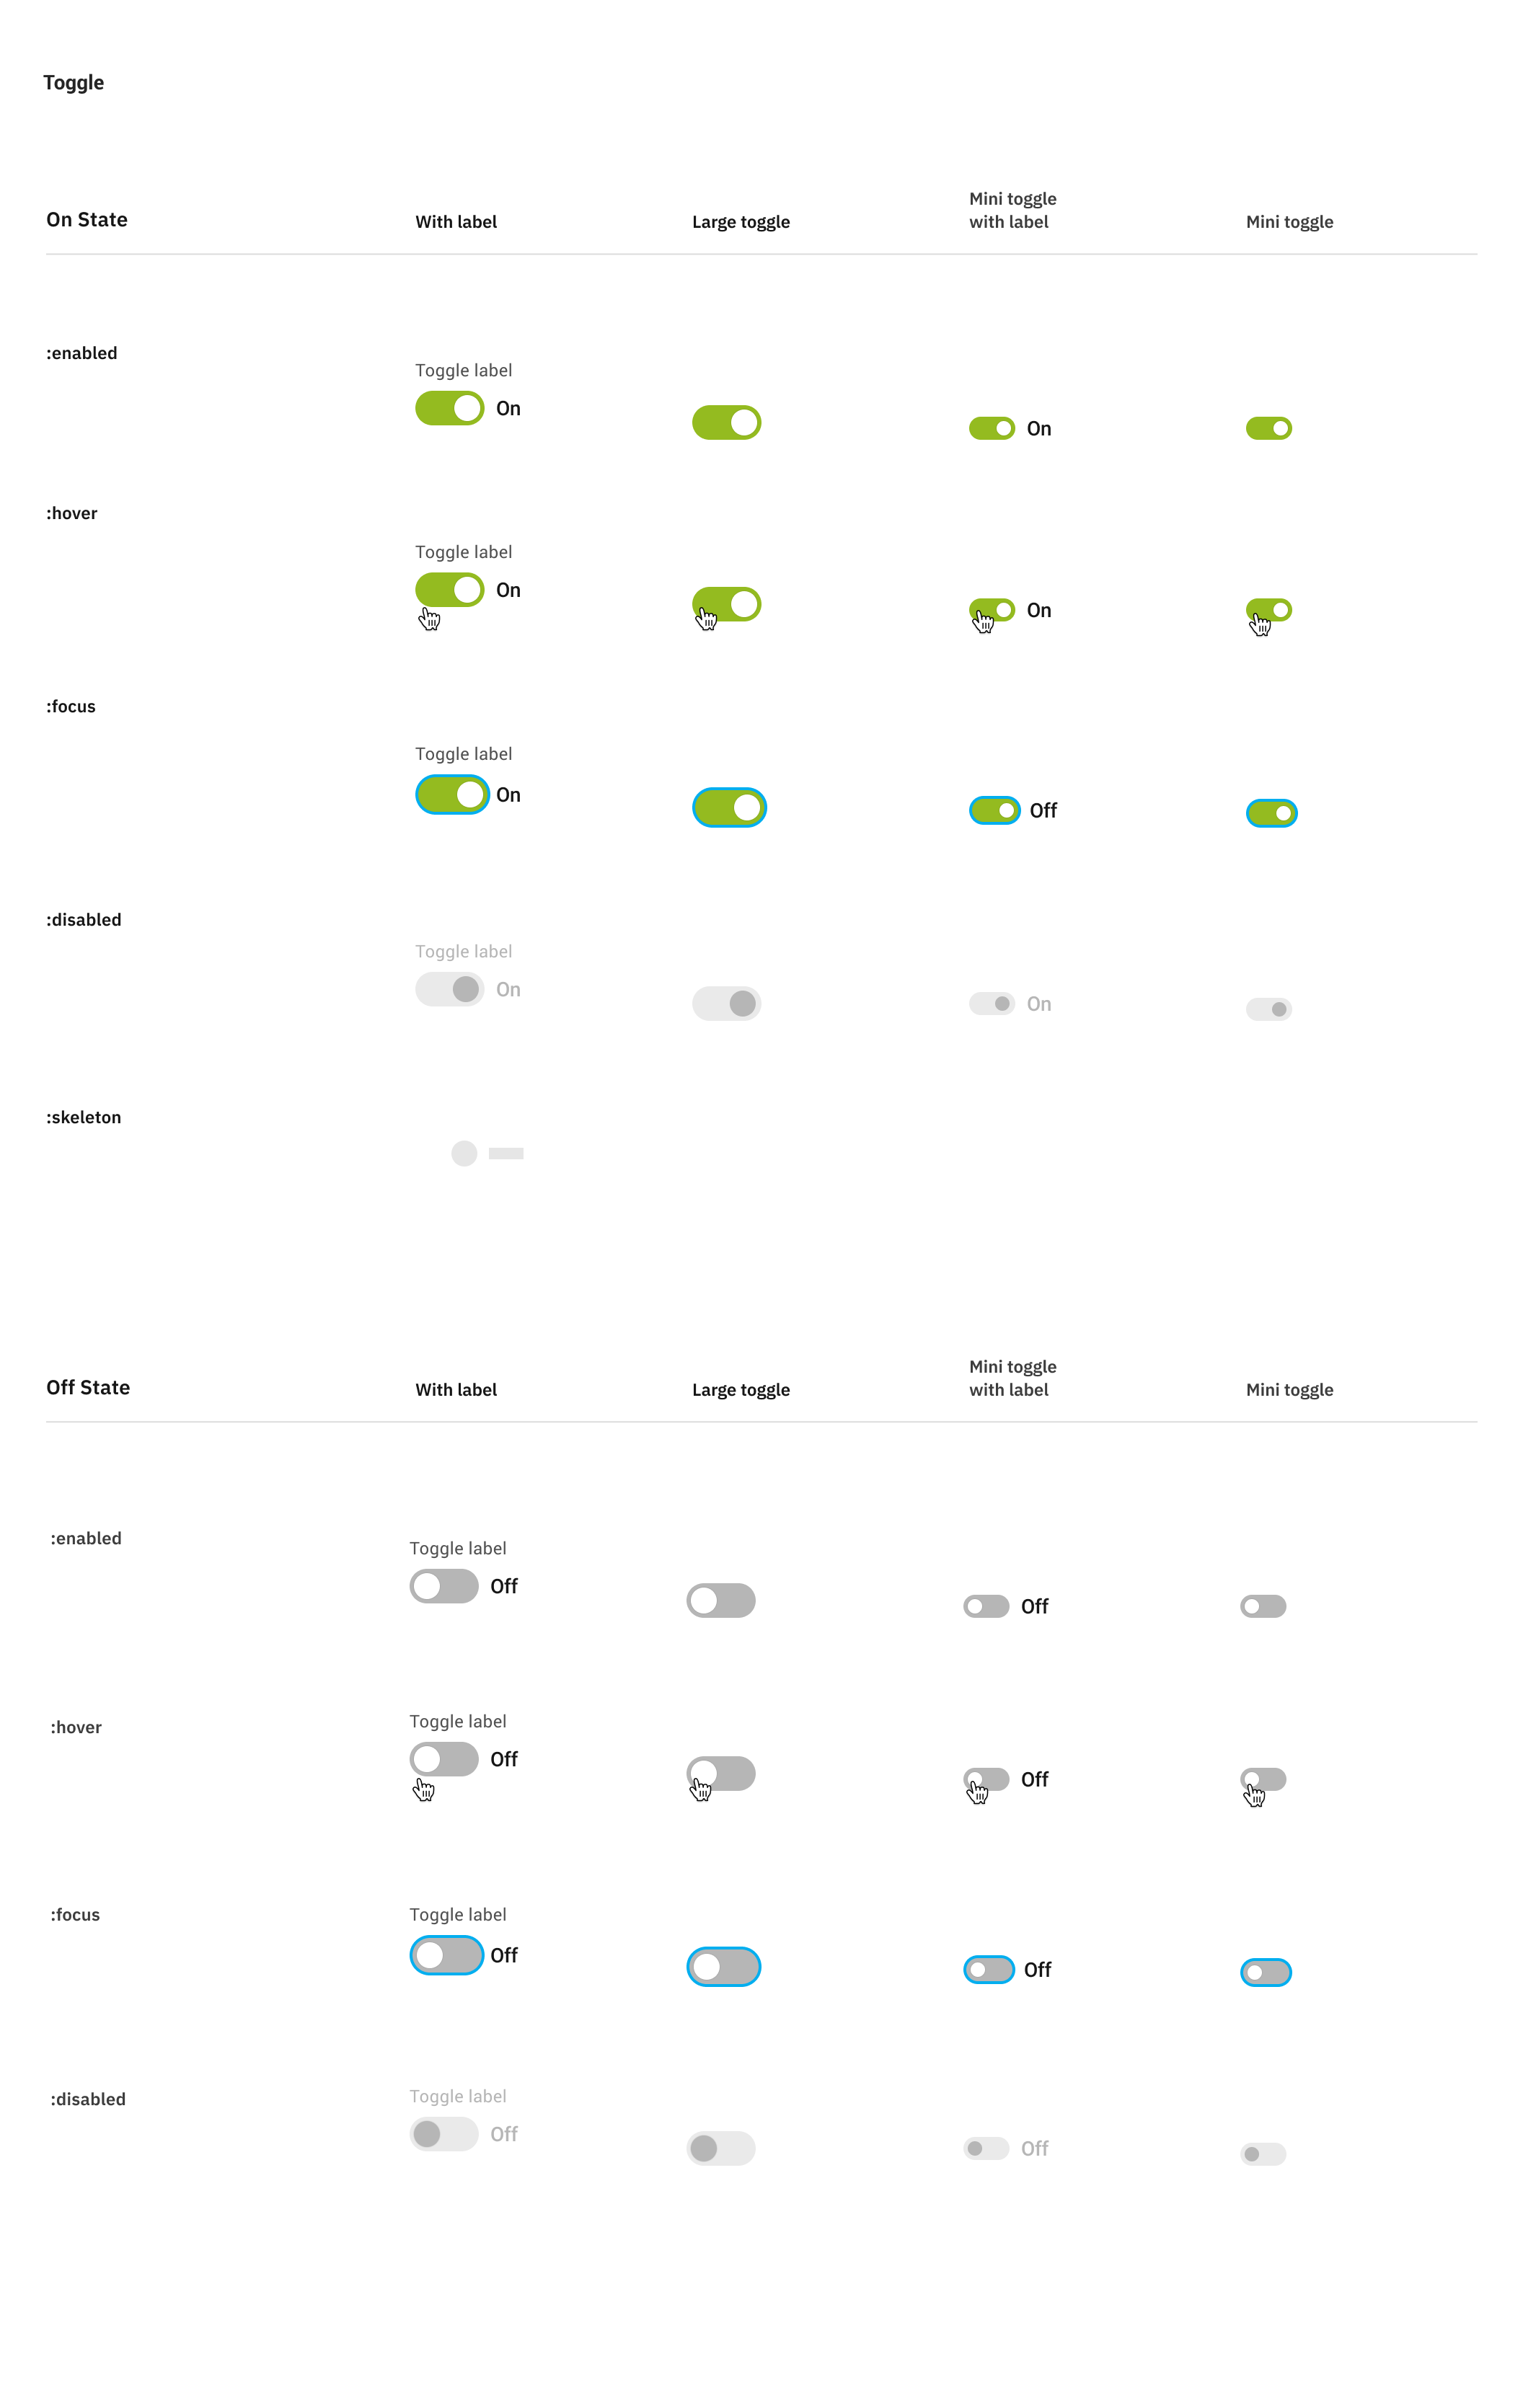 Toggle
On State
With label
Large toggle
Mini toggle
with label
Mini toggle
:enabled
Toggle label
On
On
:hover
Toggle label
On
On
:focus
Toggle label
On
Off
:disabled
Toggle label
On
On
:skeleton
Off State
With label
Large toggle
Mini toggle
with label
Mini toggle
:enabled
Toggle label
Off
Off
:hover
Toggle label
Off
Off
:focus
Toggle label
Off
Off
:disabled
Toggle label
Off
Off